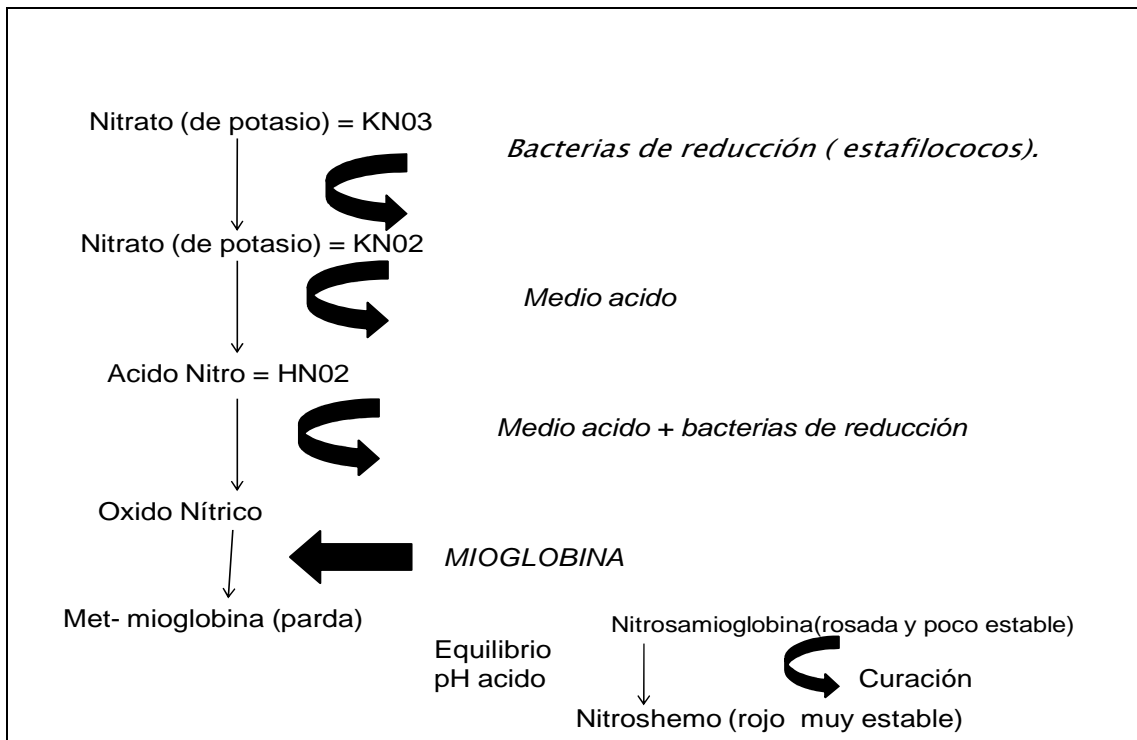 Nitrato (de potasio) = KN03
Bacterias de reducción ( estafilococos).
Nitrato (de potasio) = KN02
Medio acido
Acido Nitro = HN02
Medio acido + bacterias de reducción
Oxido Nítrico
MIOGLOBINA
Met- mioglobina (parda)
Nitrosamioglobina(rosada y poco estable)
Equilibrio
pH acido
Curación
Nitroshemo (rojo muy estable)